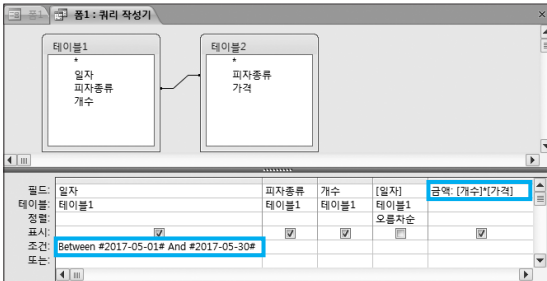 폼1 폼1 : 쿼리 작성기
테이블1
*
일자
피자종류
개수
테이블2
*
피자종류
가격
필드: 일자 피자종류 개수 [일자] 금액: [개수]*[가격]
테이블: 테이블1 테이블1 테이블1 테이블1
정렬: 오름차순
표시:
조건: Between #2017-05-01# And #2017-05-30#
또는: